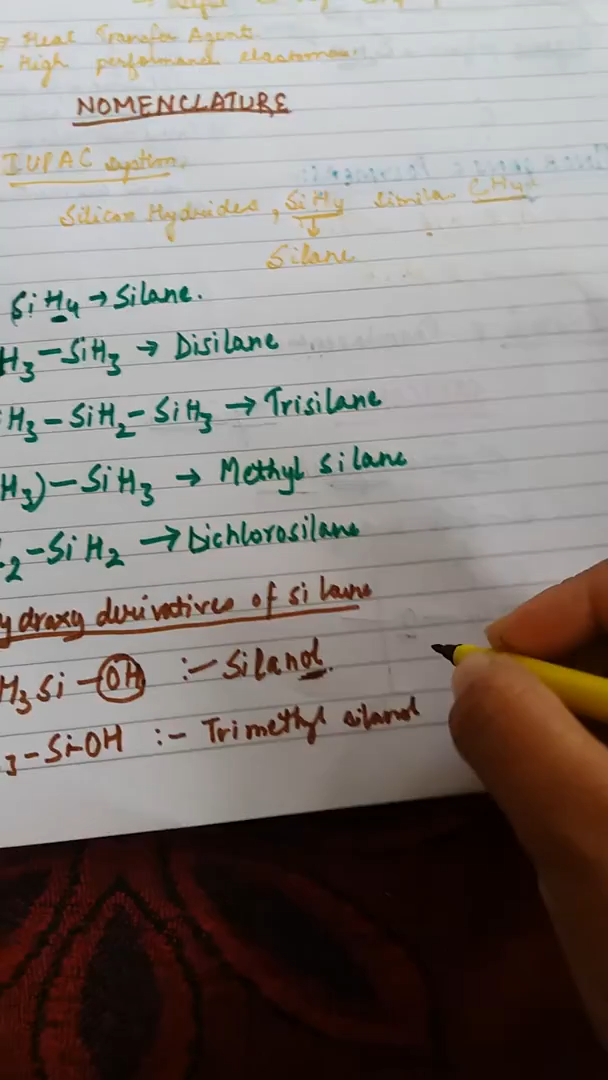 Heat Transfer Agent
High performance elastomer
NOMENCLATURE
IUPAC system
Silicon Hydrides, SiH4 similar CH4
↓
Silane
SiH4 → Silane.
H3 - SiH3 → Disilane
H3 - SiH2 - SiH3 → Trisilane
H3) - SiH3 → Methyl silane
2 - SiH2 → Dichlorosilane
ydroxy derivatives of silane
H3Si - OH :- Silanol.
3 - Si-OH :- Trimethyl silanol